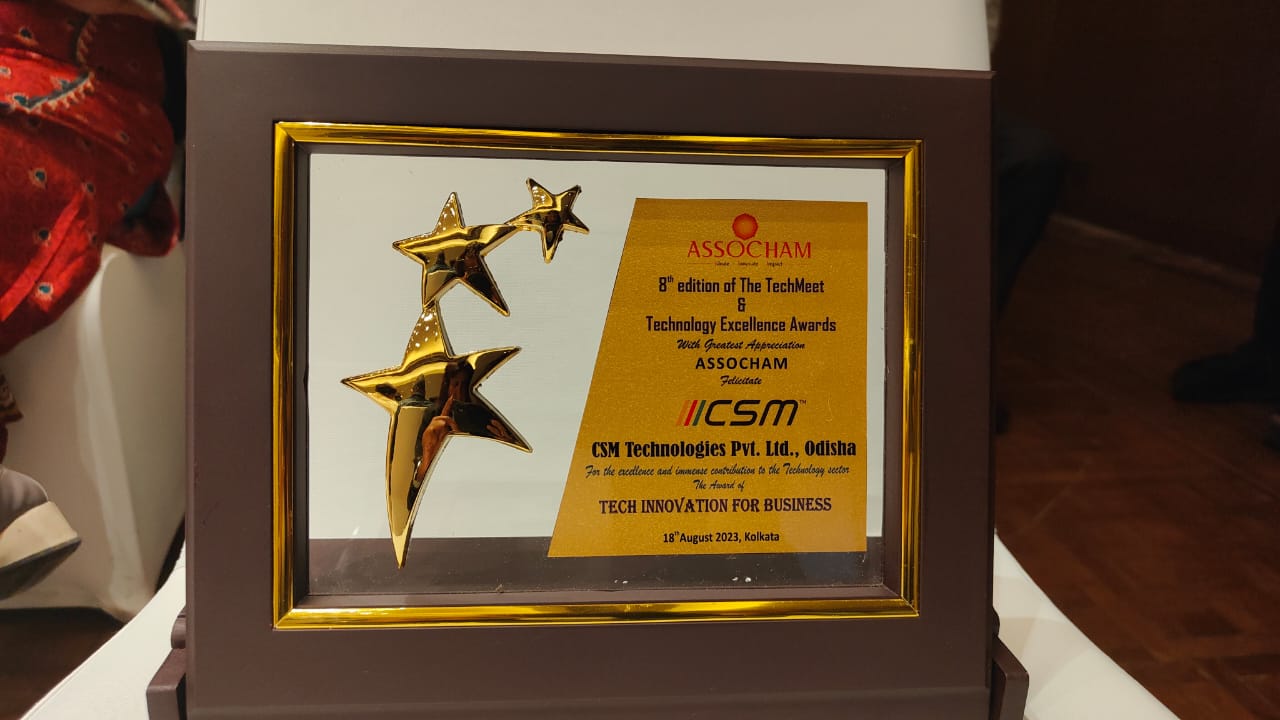 ASSOCHAM
8th edition of The TechMeet
&
Technology Excellence Awards
With Greatest Appreciation
ASSOCHAM
Felicitate
CSM™
CSM Technologies Pvt. Ltd., Odisha
For the excellence and immense contribution to the Technology sector
The Award of
TECH INNOVATION FOR BUSINESS
18th August 2023, Kolkata